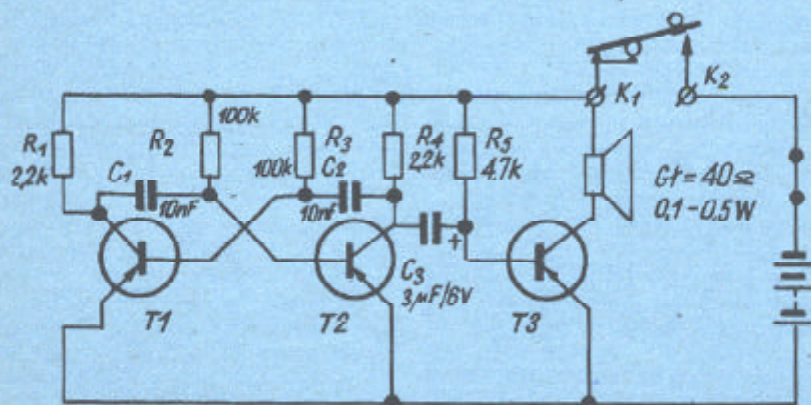 R1
2,2k
C1
10nF
R2
100k
R3
100k
C2
10nF
R4
2,2k
R5
4,7k
C3
3µF/6V
+
T1
T2
T3
K1
K2
Gł = 40Ω
0,1-0,5W